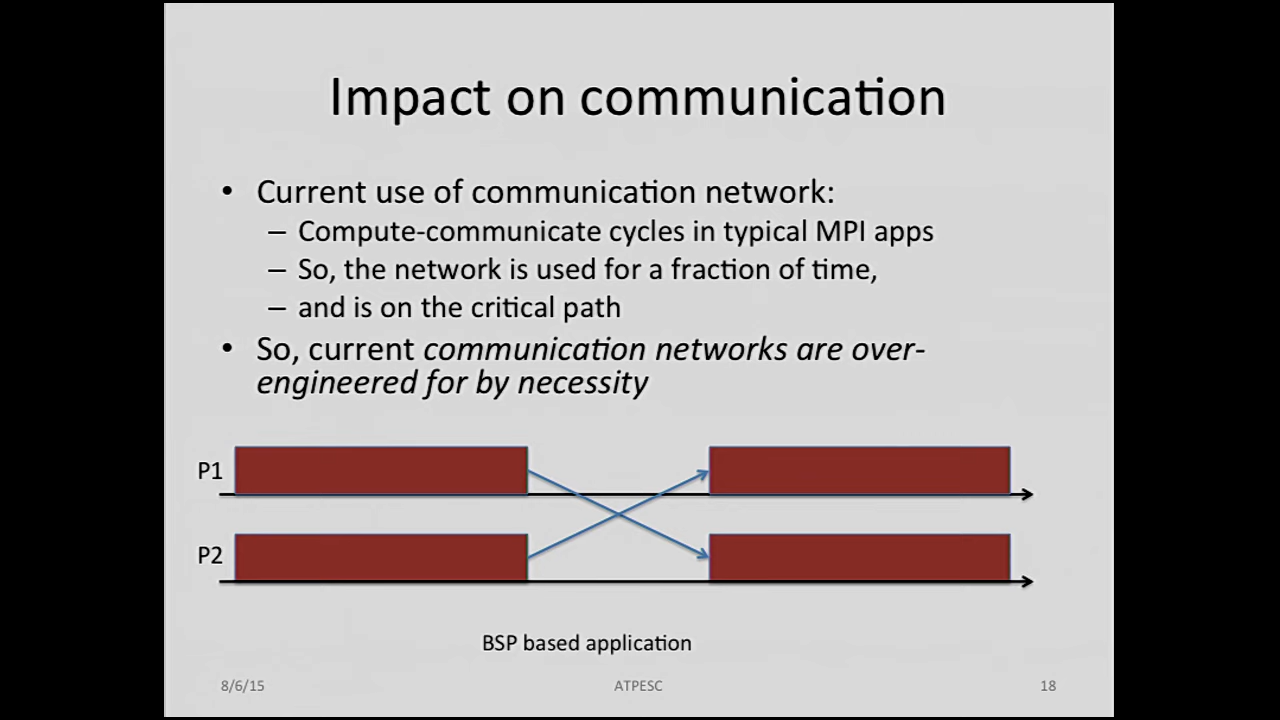 Impact on communication
• Current use of communication network:
– Compute-communicate cycles in typical MPI apps
– So, the network is used for a fraction of time,
– and is on the critical path
• So, current communication networks are over-
engineered for by necessity
P1
P2
BSP based application
8/6/15
ATPESC
18